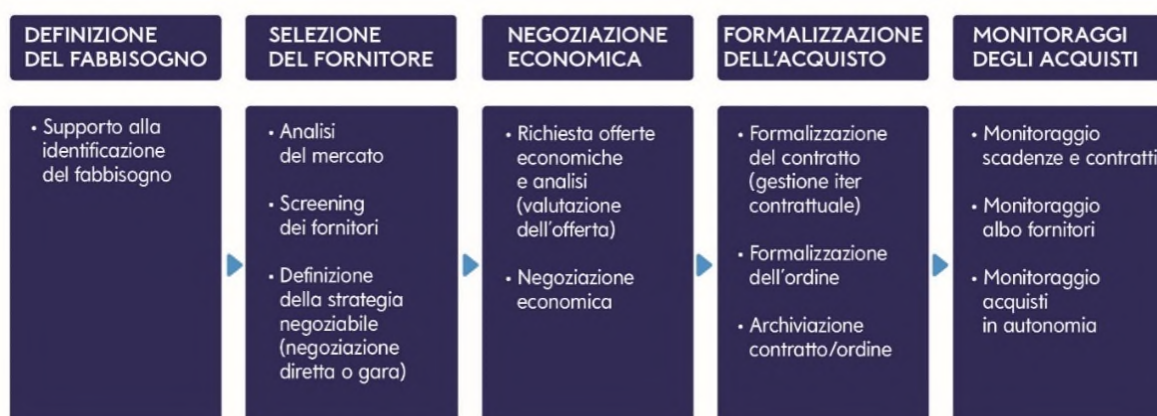 DEFINIZIONE
DEL FABBISOGNO
• Supporto alla
identificazione
del fabbisogno
SELEZIONE
DEL FORNITORE
• Analisi
del mercato
• Screening
dei fornitori
• Definizione
della strategia
negoziabile
(negoziazione
diretta o gara)
NEGOZIAZIONE
ECONOMICA
• Richiesta offerte
economiche
e analisi
(valutazione
dell'offerta)
• Negoziazione
economica
FORMALIZZAZIONE
DELL'ACQUISTO
• Formalizzazione
del contratto
(gestione iter
contrattuale)
• Formalizzazione
dell'ordine
• Archiviazione
contratto/ordine
MONITORAGGI
DEGLI ACQUISTI
• Monitoraggio
scadenze e contratti
• Monitoraggio
albo fornitori
• Monitoraggio
acquisti
in autonomia